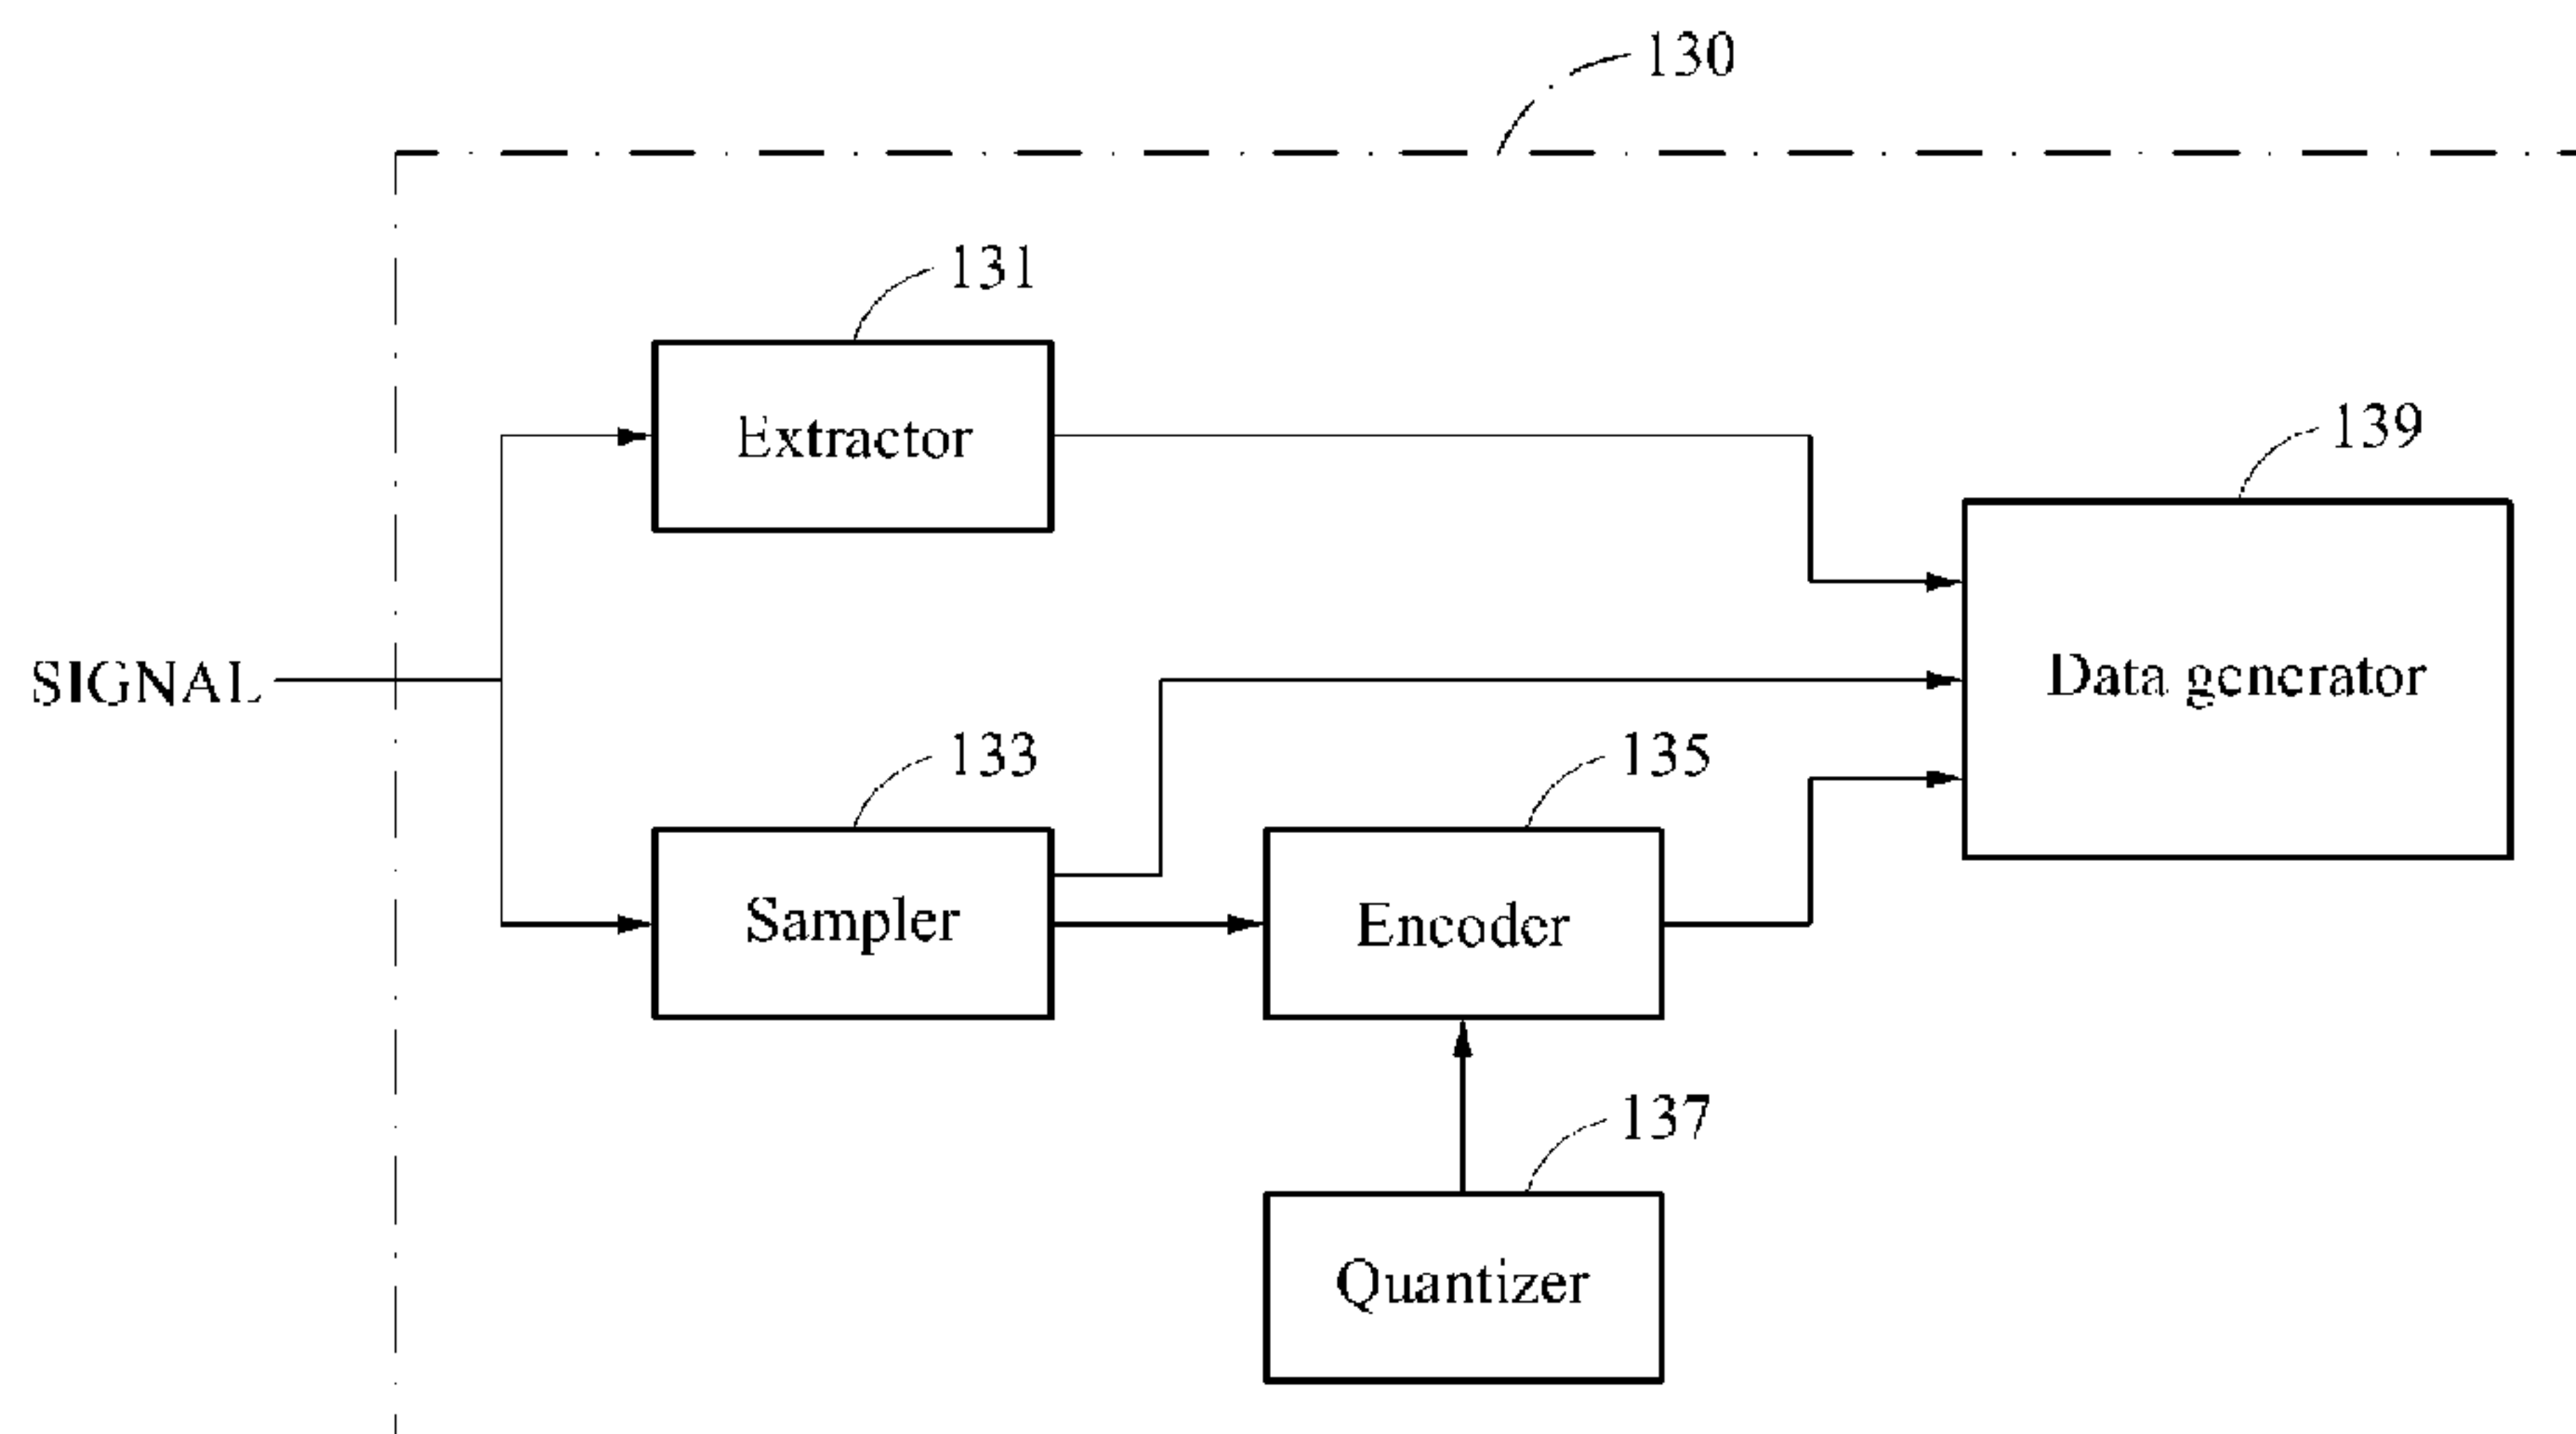 130
131
Extractor
139
Data generator
SIGNAL
133
Sampler
135
Encoder
137
Quantizer